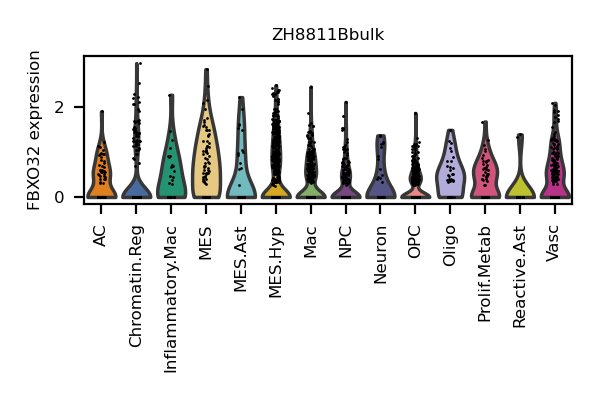 ZH8811Bbulk
FBXO32 expression
2
0
AC
Chromatin.Reg
Inflammatory.Mac
MES
MES.Ast
MES.Hyp
Mac
NPC
Neuron
OPC
Oligo
Prolif.Metab
Reactive.Ast
Vasc